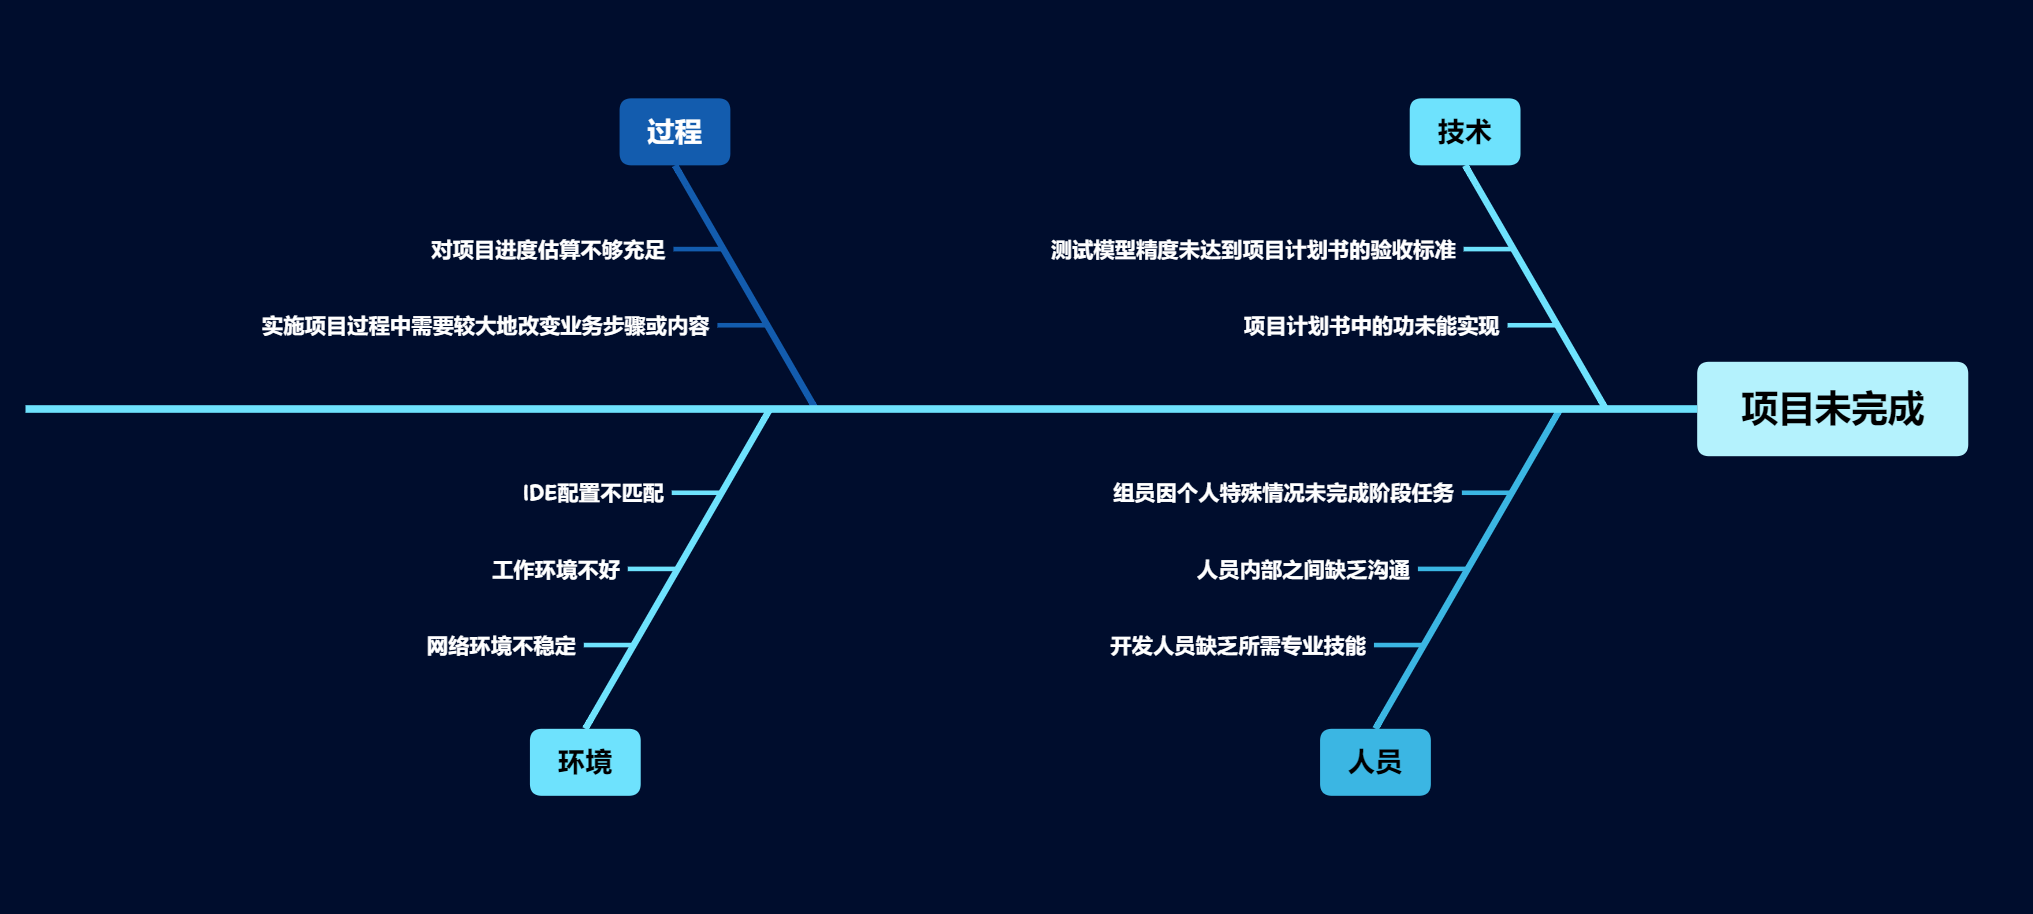 过程
技术
对项目进度估算不够充足
测试模型精度未达到项目计划书的验收标准
实施项目过程中需要较大地改变业务步骤或内容
项目计划书中的功未能实现
项目未完成
IDE配置不匹配
组员因个人特殊情况未完成阶段任务
工作环境不好
人员内部之间缺乏沟通
网络环境不稳定
开发人员缺乏所需专业技能
环境
人员